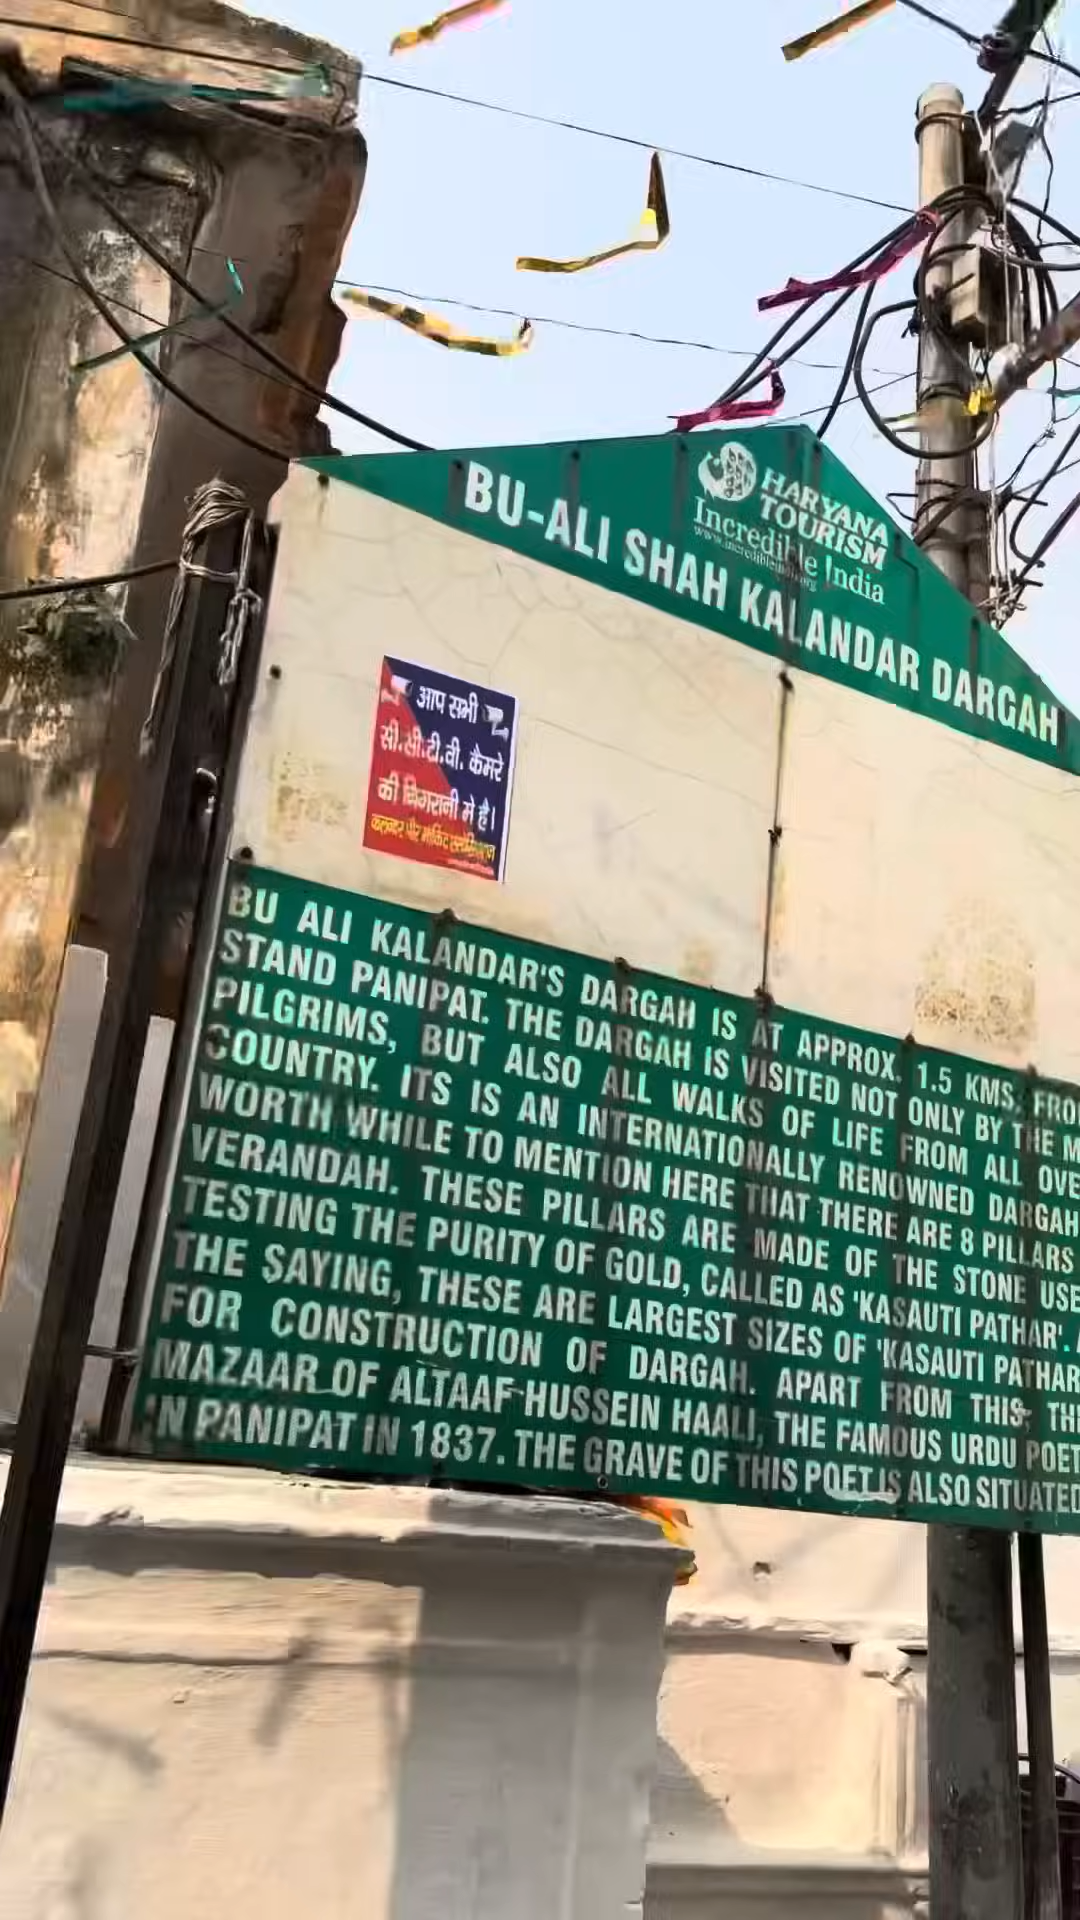 HARYANA
TOURISM
Incredible India
www.incredibleindia.org
BU-ALI SHAH KALANDAR DARGAH
आप सभी
सी.सी.टी.वी. कैमरे
की निगरानी मे है।
कलन्दर पीर मार्किट
BU ALI KALANDAR'S DARGAH IS AT APPROX. 1.5 KMS. FRO
STAND PANIPAT. THE DARGAH IS VISITED NOT ONLY BY THE M
PILGRIMS, BUT ALSO ALL WALKS OF LIFE FROM ALL OVE
COUNTRY. ITS IS AN INTERNATIONALLY RENOWNED DARGAH
WORTH WHILE TO MENTION HERE THAT THERE ARE 8 PILLARS
VERANDAH. THESE PILLARS ARE MADE OF THE STONE USE
TESTING THE PURITY OF GOLD, CALLED AS 'KASAUTI PATHAR'.
THE SAYING, THESE ARE LARGEST SIZES OF 'KASAUTI PATHAR
FOR CONSTRUCTION OF DARGAH. APART FROM THIS, THE
MAZAAR OF ALTAAF HUSSEIN HAALI, THE FAMOUS URDU POET
IN PANIPAT IN 1837. THE GRAVE OF THIS POET IS ALSO SITUATED